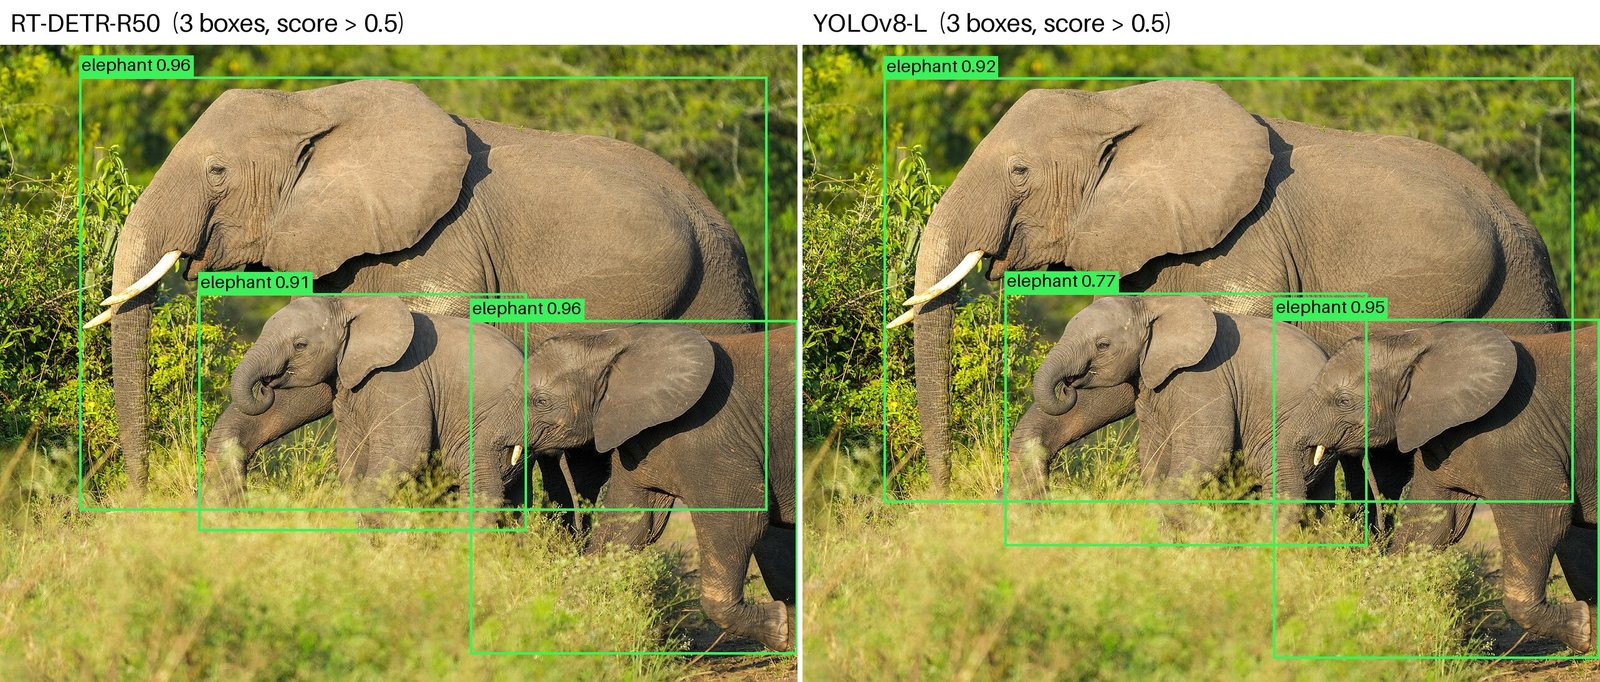 RT-DETR-R50 (3 boxes, score > 0.5)
elephant 0.96
elephant 0.91
elephant 0.96
YOLOv8-L (3 boxes, score > 0.5)
elephant 0.92
elephant 0.77
elephant 0.95